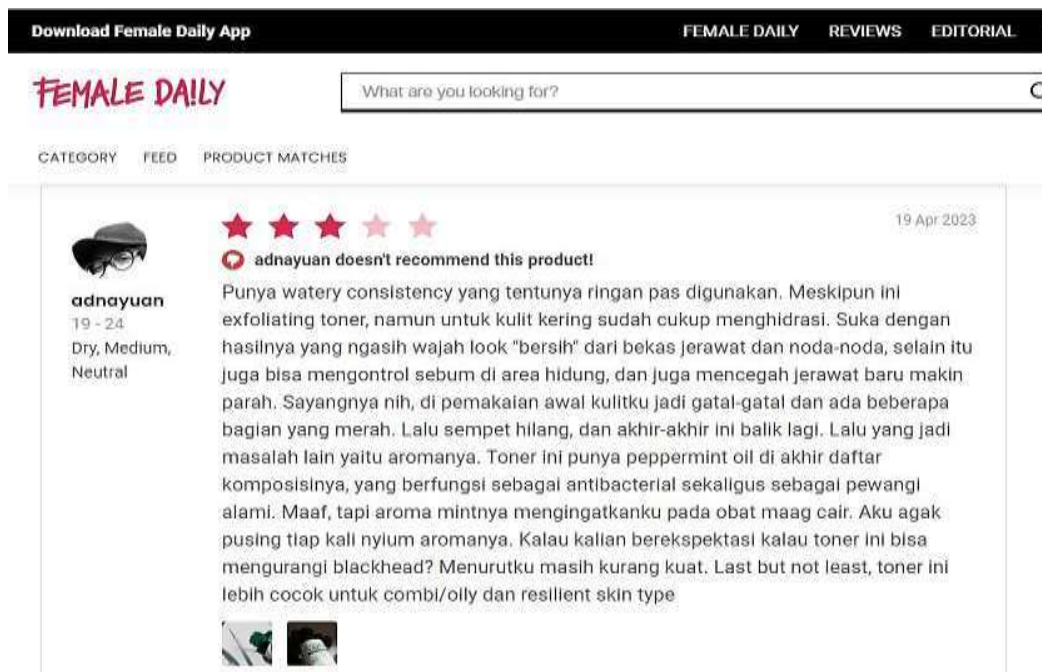 Download Female Daily App
FEMALE DAILY REVIEWS EDITORIAL
FEMALE DA!LY
What are you looking for?
CATEGORY FEED PRODUCT MATCHES
19 Apr 2023
adnayuan doesn't recommend this product!
adnayuan
19 - 24
Dry, Medium,
Neutral
Punya watery consistency yang tentunya ringan pas digunakan. Meskipun ini
exfoliating toner, namun untuk kulit kering sudah cukup menghidrasi. Suka dengan
hasilnya yang ngasih wajah look "bersih" dari bekas jerawat dan noda-noda, selain itu
juga bisa mengontrol sebum di area hidung, dan juga mencegah jerawat baru makin
parah. Sayangnya nih, di pemakaian awal kulitku jadi gatal-gatal dan ada beberapa
bagian yang merah. Lalu sempet hilang, dan akhir-akhir ini balik lagi. Lalu yang jadi
masalah lain yaitu aromanya. Toner ini punya peppermint oil di akhir daftar
komposisinya, yang berfungsi sebagai antibacterial sekaligus sebagai pewangi
alami. Maaf, tapi aroma mintnya mengingatkanku pada obat maag cair. Aku agak
pusing tiap kali nyium aromanya. Kalau kalian berekspektasi kalau toner ini bisa
mengurangi blackhead? Menurutku masih kurang kuat. Last but not least, toner ini
lebih cocok untuk combi/oily dan resilient skin type